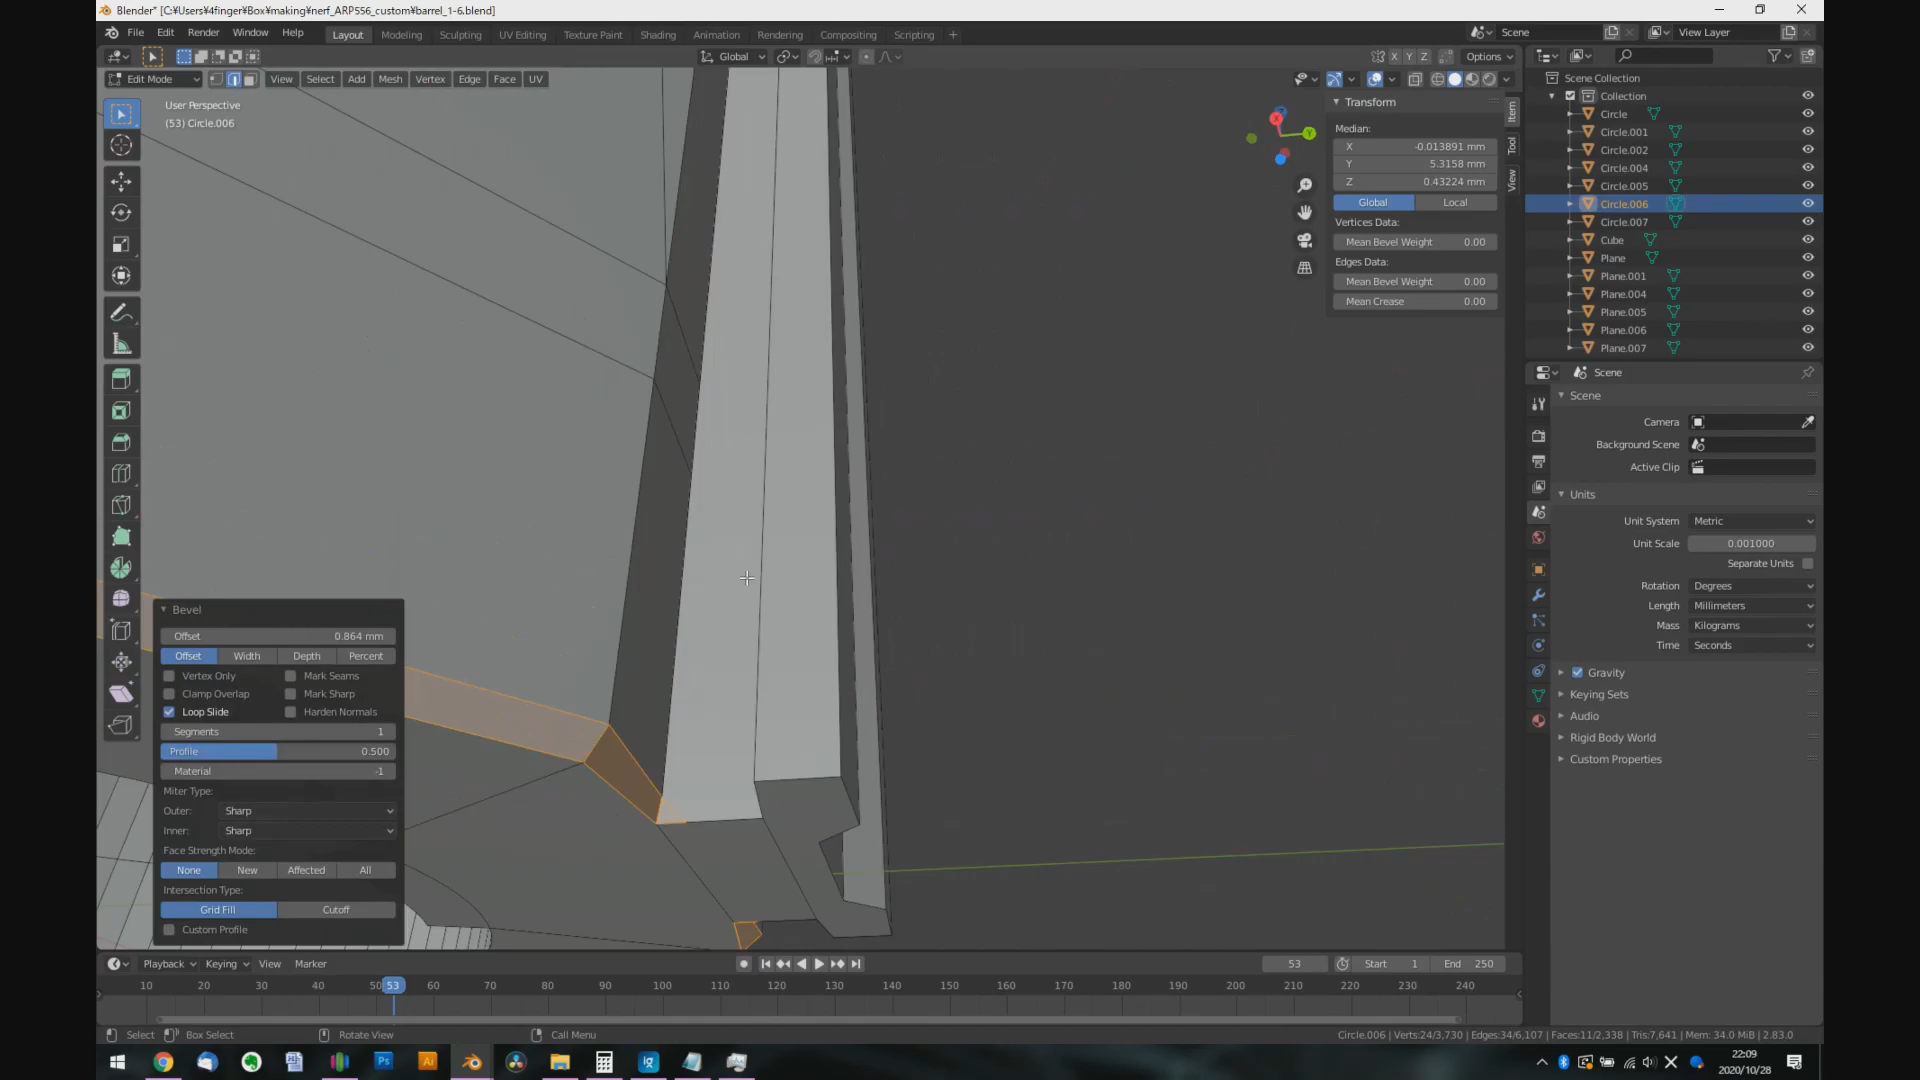 Blender* [C:¥Users¥4finger¥Box¥making¥nerf_ARP556_custom¥barrel_1-6.blend]
File Edit Render Window Help Layout Modeling Sculpting UV Editing Texture Paint Shading Animation Rendering Compositing Scripting + Scene View Layer
Global X Y Z Options
Edit Mode View Select Add Mesh Vertex Edge Face UV
User Perspective
(53) Circle.006
Transform
Median:
X -0.013891 mm
Y 5.3158 mm
Z 0.43224 mm
Global Local
Vertices Data:
Mean Bevel Weight 0.00
Edges Data:
Mean Bevel Weight 0.00
Mean Crease 0.00
Item
Tool
View
Scene Collection
Collection
Circle
Circle.001
Circle.002
Circle.004
Circle.005
Circle.006
Circle.007
Cube
Plane
Plane.001
Plane.004
Plane.005
Plane.006
Plane.007
Scene
Scene
Camera
Background Scene
Active Clip
Units
Unit System Metric
Unit Scale 0.001000
Separate Units
Rotation Degrees
Length Millimeters
Mass Kilograms
Time Seconds
Gravity
Keying Sets
Audio
Rigid Body World
Custom Properties
Bevel
Offset 0.864 mm
Offset Width Depth Percent
Vertex Only Mark Seams
Clamp Overlap Mark Sharp
Loop Slide Harden Normals
Segments 1
Profile 0.500
Material -1
Miter Type:
Outer: Sharp
Inner: Sharp
Face Strength Mode:
None New Affected All
Intersection Type:
Grid Fill Cutoff
Custom Profile
Playback Keying View Marker 53 Start 1 End 250
10 20 30 40 50 53 60 70 80 90 100 110 120 130 140 150 160 170 180 190 200 210 220 230 240
Select Box Select Rotate View Call Menu Circle.006 | Verts:24/3,730 | Edges:34/6,107 | Faces:11/2,338 | Tris:7,641 | Mem: 34.0 MiB | 2.83.0
Ps Ai ig
22:09
2020/10/28